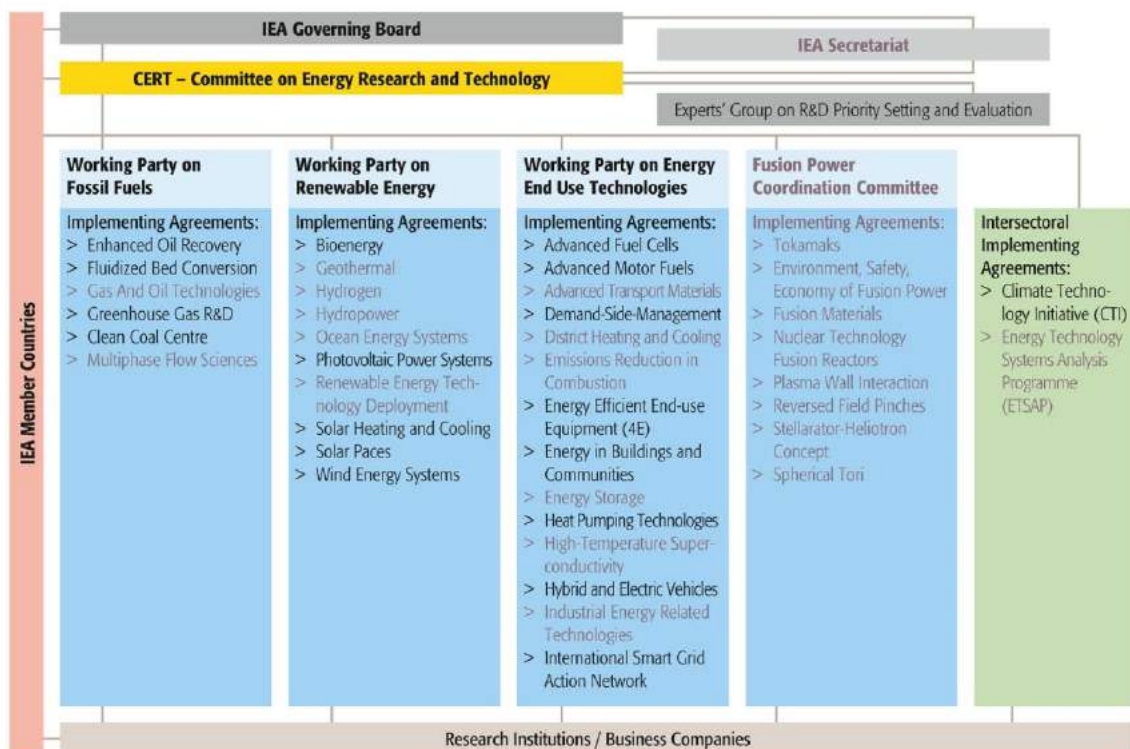 IEA Member Countries
IEA Governing Board
IEA Secretariat
CERT – Committee on Energy Research and Technology
Experts' Group on R&D Priority Setting and Evaluation
Working Party on
Fossil Fuels
Implementing Agreements:
> Enhanced Oil Recovery
> Fluidized Bed Conversion
> Gas And Oil Technologies
> Greenhouse Gas R&D
> Clean Coal Centre
> Multiphase Flow Sciences
Working Party on
Renewable Energy
Implementing Agreements:
> Bioenergy
> Geothermal
> Hydrogen
> Hydropower
> Ocean Energy Systems
> Photovoltaic Power Systems
> Renewable Energy Tech-
nology Deployment
> Solar Heating and Cooling
> Solar Paces
> Wind Energy Systems
Working Party on Energy
End Use Technologies
Implementing Agreements:
> Advanced Fuel Cells
> Advanced Motor Fuels
> Advanced Transport Materials
> Demand-Side-Management
> District Heating and Cooling
> Emissions Reduction in
Combustion
> Energy Efficient End-use
Equipment (4E)
> Energy in Buildings and
Communities
> Energy Storage
> Heat Pumping Technologies
> High-Temperature Super-
conductivity
> Hybrid and Electric Vehicles
> Industrial Energy Related
Technologies
> International Smart Grid
Action Network
Fusion Power
Coordination Committee
Implementing Agreements:
> Tokamaks
> Environment, Safety,
Economy of Fusion Power
> Fusion Materials
> Nuclear Technology
Fusion Reactors
> Plasma Wall Interaction
> Reversed Field Pinches
> Stellarator-Heliotron
Concept
> Spherical Tori
Intersectoral
Implementing
Agreements:
> Climate Techno-
logy Initiative (CTI)
> Energy Technology
Systems Analysis
Programme
(ETSAP)
Research Institutions / Business Companies